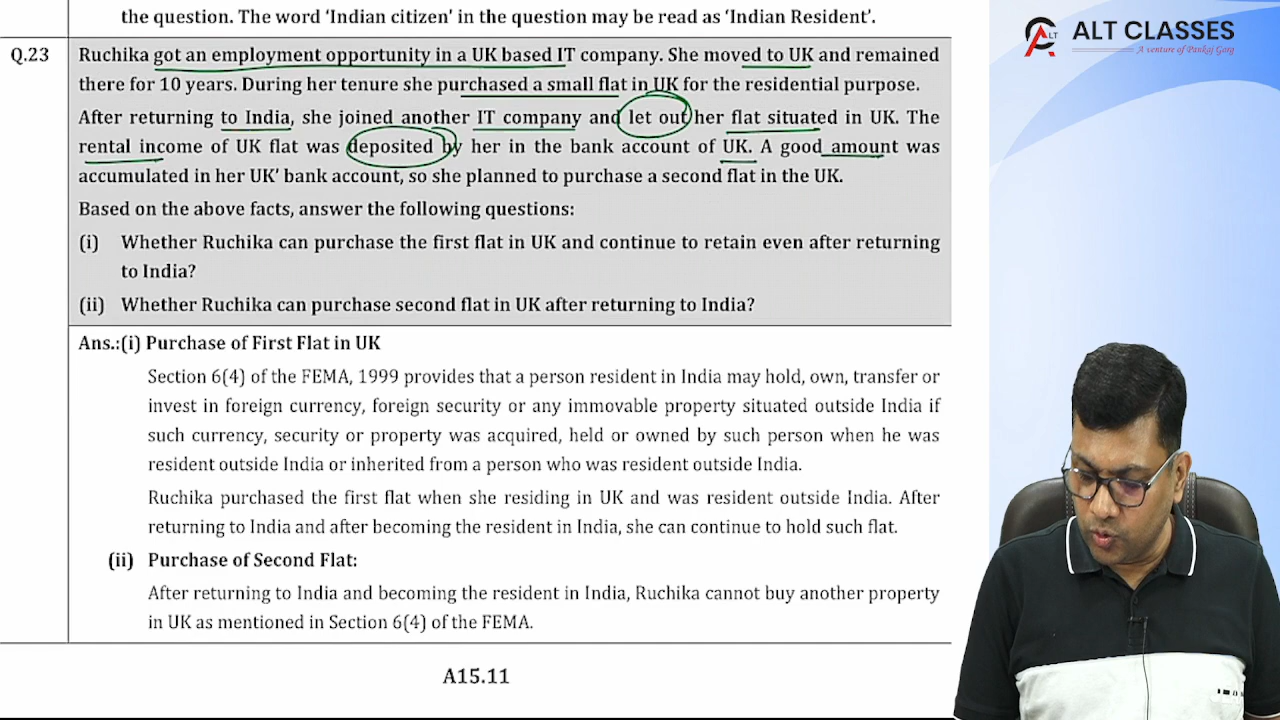 the question. The word ‘Indian citizen’ in the question may be read as ‘Indian Resident’.
ALT
ALT CLASSES
A venture of Pankaj Garg
Q.23
Ruchika got an employment opportunity in a UK based IT company. She moved to UK and remained
there for 10 years. During her tenure she purchased a small flat in UK for the residential purpose.
After returning to India, she joined another IT company and let out her flat situated in UK. The
rental income of UK flat was deposited by her in the bank account of UK. A good amount was
accumulated in her UK’ bank account, so she planned to purchase a second flat in the UK.
Based on the above facts, answer the following questions:
(i) Whether Ruchika can purchase the first flat in UK and continue to retain even after returning
to India?
(ii) Whether Ruchika can purchase second flat in UK after returning to India?
Ans.:(i) Purchase of First Flat in UK
Section 6(4) of the FEMA, 1999 provides that a person resident in India may hold, own, transfer or
invest in foreign currency, foreign security or any immovable property situated outside India if
such currency, security or property was acquired, held or owned by such person when he was
resident outside India or inherited from a person who was resident outside India.
Ruchika purchased the first flat when she residing in UK and was resident outside India. After
returning to India and after becoming the resident in India, she can continue to hold such flat.
(ii) Purchase of Second Flat:
After returning to India and becoming the resident in India, Ruchika cannot buy another property
in UK as mentioned in Section 6(4) of the FEMA.
A15.11